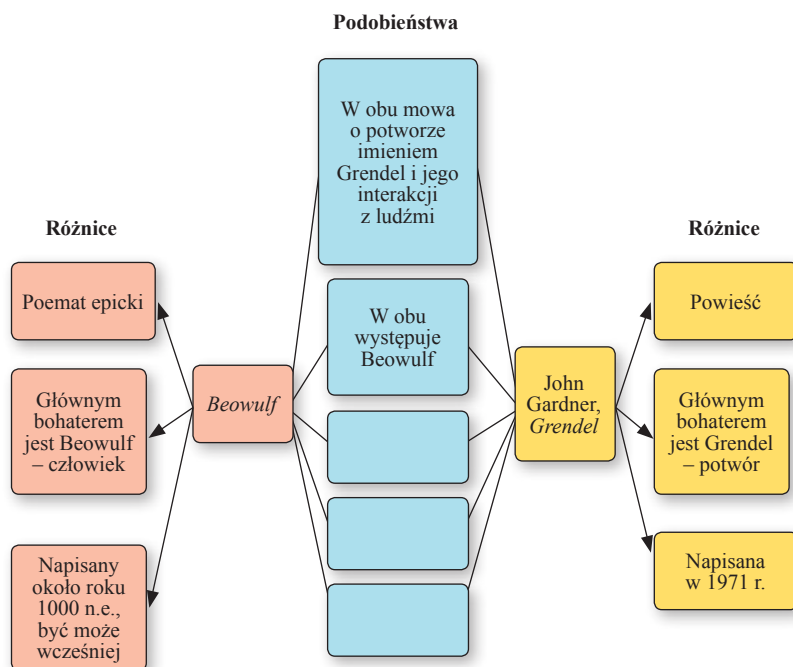 Podobieństwa
W obu mowa
o potworze
imieniem
Grendel i jego
interakcji
z ludźmi
W obu
występuje
Beowulf
Różnice
Poemat epicki
Głównym
bohaterem
jest Beowulf
– człowiek
Napisany
około roku
1000 n.e.,
być może
wcześniej
Beowulf
John
Gardner,
Grendel
Różnice
Powieść
Głównym
bohaterem
jest Grendel
– potwór
Napisana
w 1971 r.